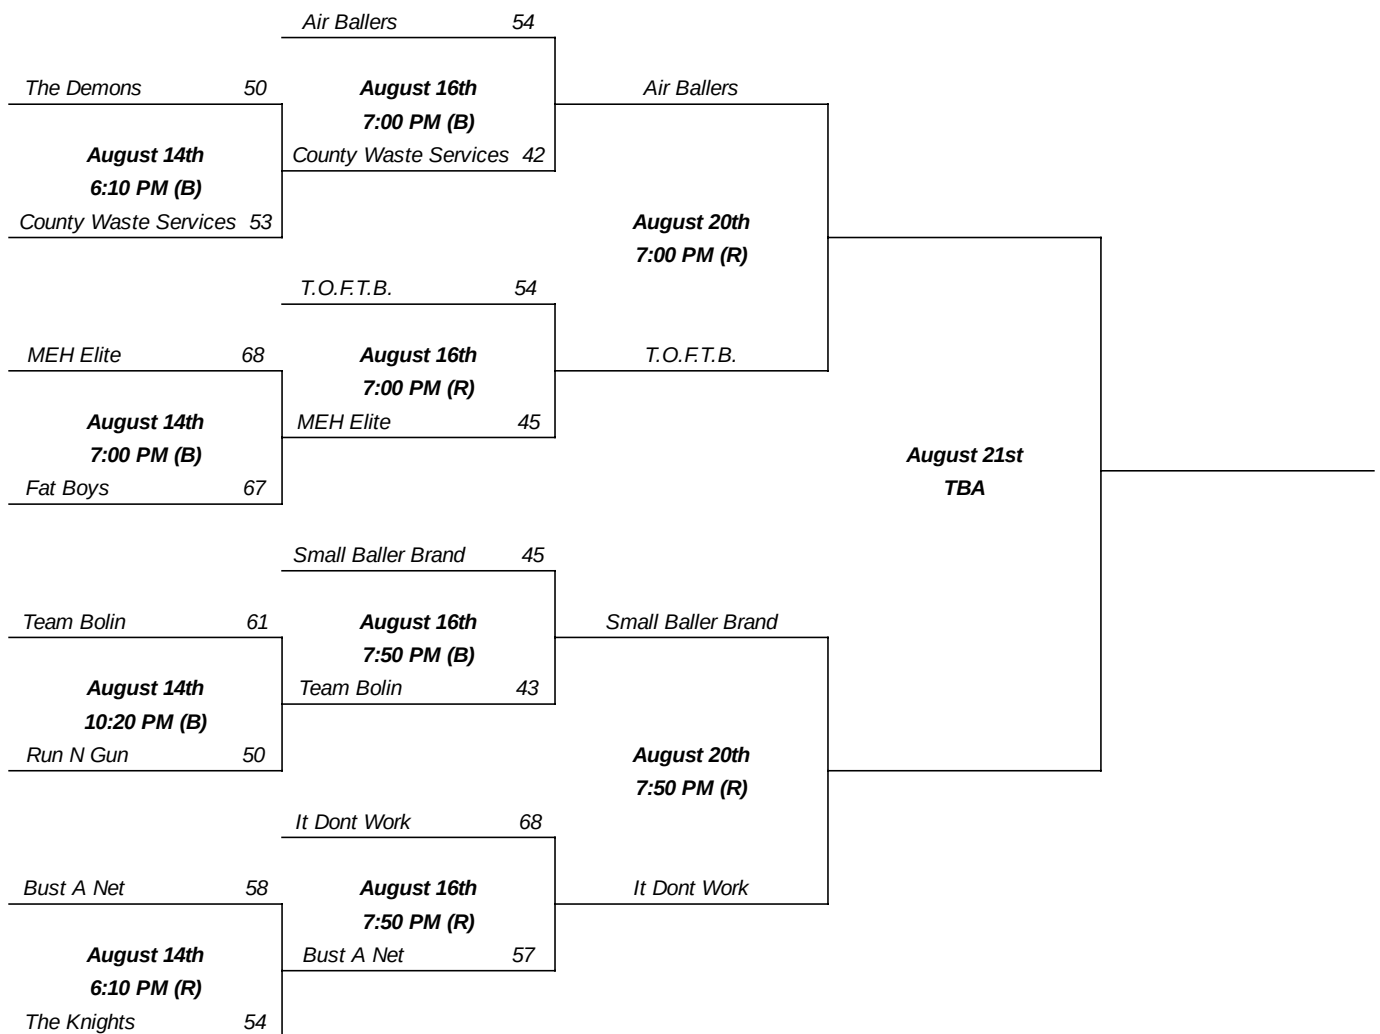 Air Ballers 54
The Demons 50
August 16th
Air Ballers
7:00 PM (B)
August 14th
County Waste Services 42
6:10 PM (B)
County Waste Services 53
August 20th
7:00 PM (R)
T.O.F.T.B. 54
MEH Elite 68
August 16th
T.O.F.T.B.
7:00 PM (R)
August 14th
MEH Elite 45
7:00 PM (B)
August 21st
Fat Boys 67
TBA
Small Baller Brand 45
Team Bolin 61
August 16th
Small Baller Brand
7:50 PM (B)
August 14th
Team Bolin 43
10:20 PM (B)
Run N Gun 50
August 20th
7:50 PM (R)
It Dont Work 68
Bust A Net 58
August 16th
It Dont Work
7:50 PM (R)
August 14th
Bust A Net 57
6:10 PM (R)
The Knights 54